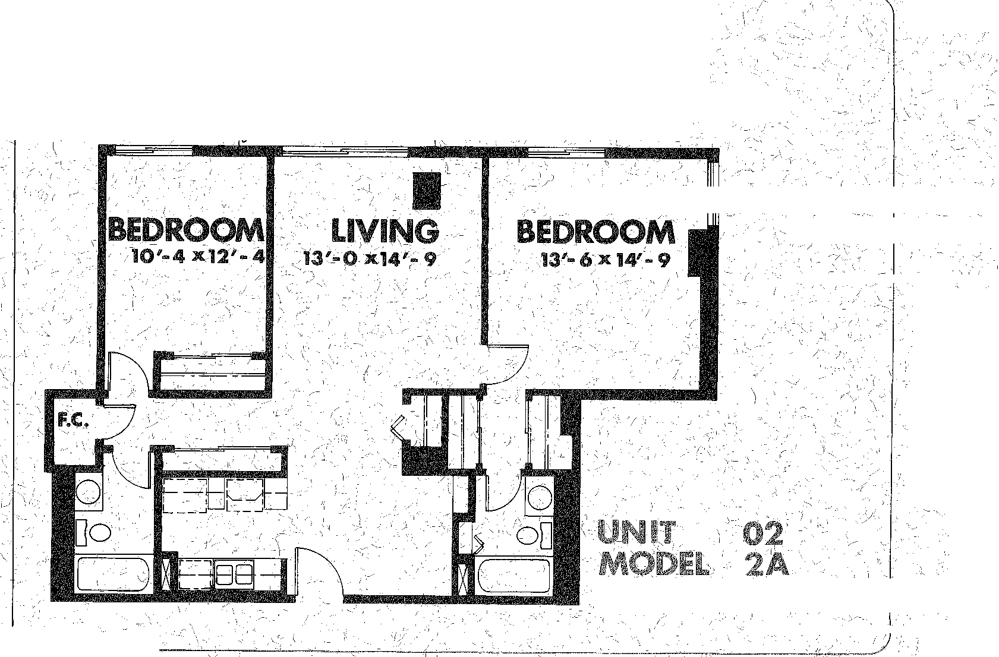 BEDROOM
10'-4 x 12'-4
LIVING
13'-0 x 14'-9
BEDROOM
13'-6 x 14'-9
F.C.
UNIT 02
MODEL 2A